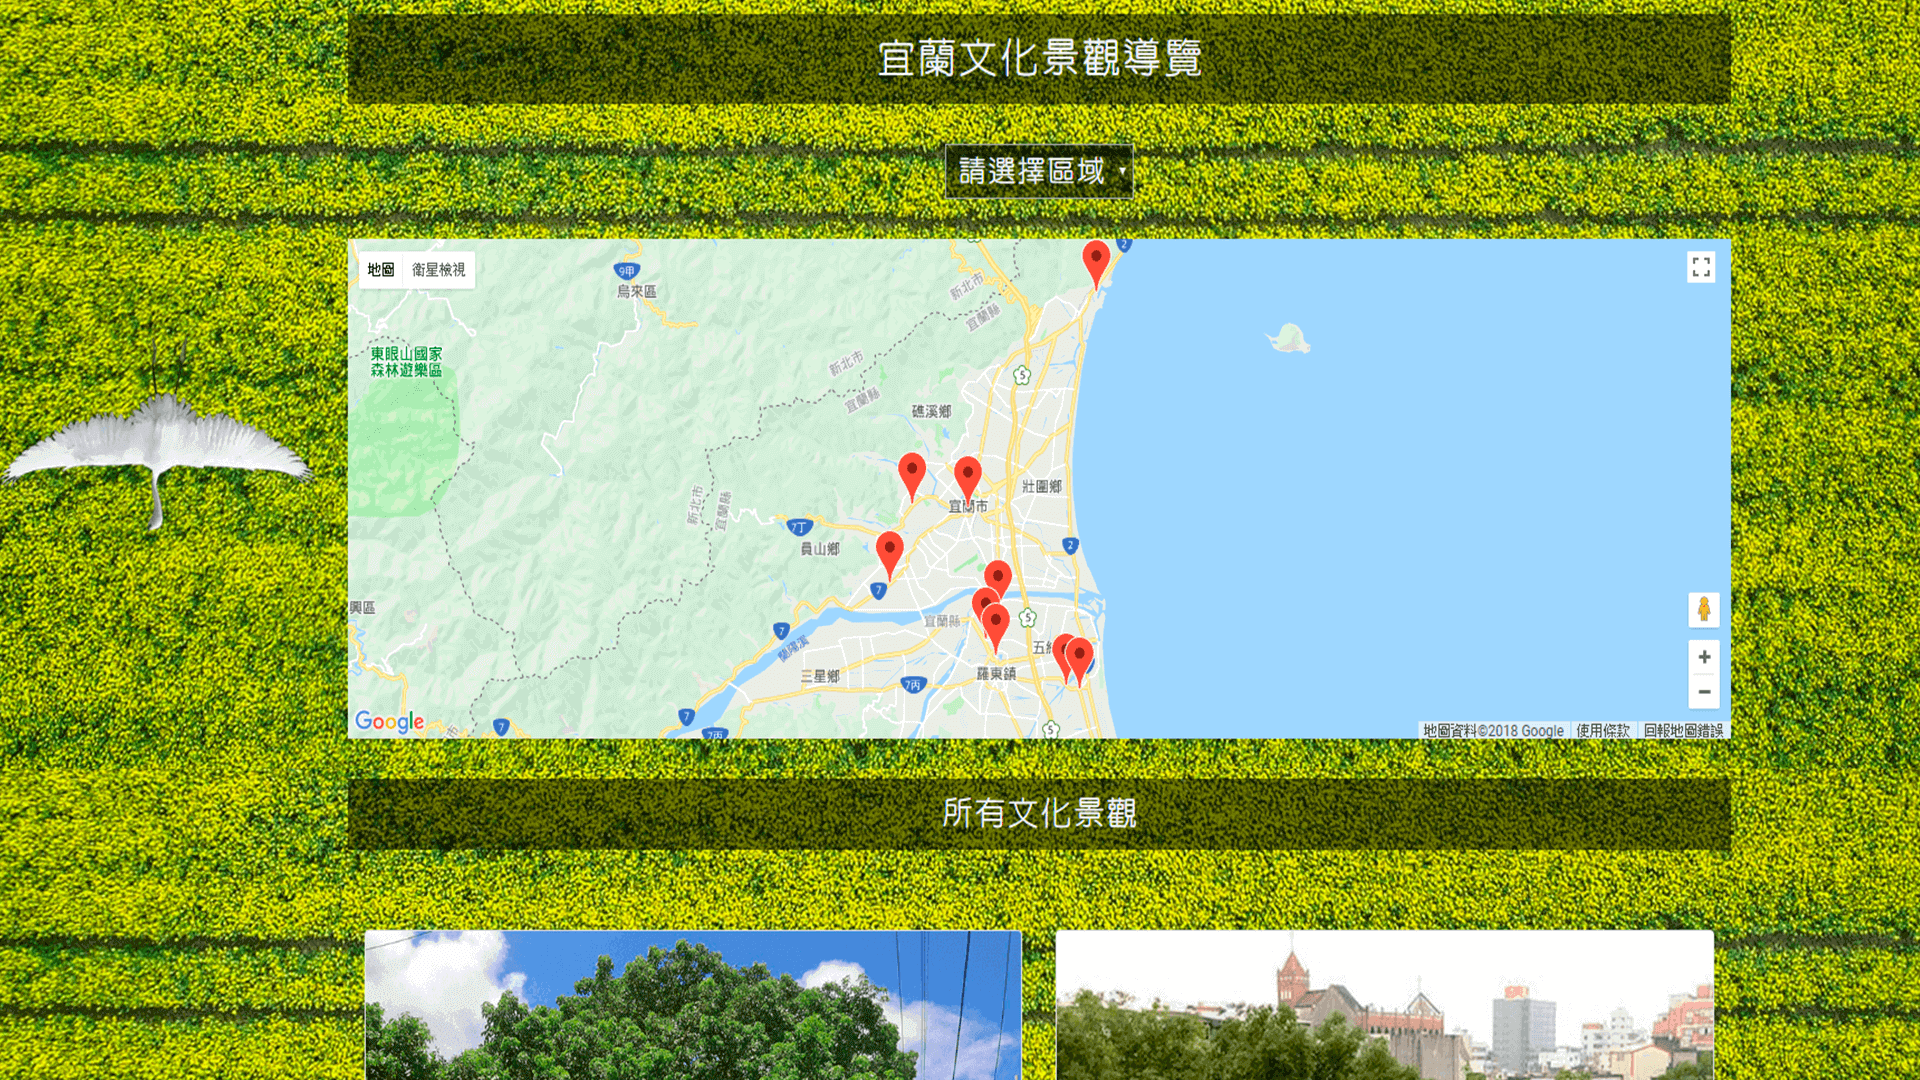 宜蘭文化景觀導覽
請選擇區域
地圖 衛星檢視
2
9甲
烏來區
新北市
宜蘭縣
東眼山國家
森林遊樂區
5
新北市
宜蘭縣
礁溪鄉
新北市
宜蘭縣
壯圍鄉
宜蘭市
7丁
員山鄉
2
7
興區
宜蘭縣
5
7
蘭陽溪
五結
三星鄉
7丙
羅東鎮
7
7
7丙
5
市
Google
地圖資料©2018 Google 使用條款 回報地圖錯誤
所有文化景觀